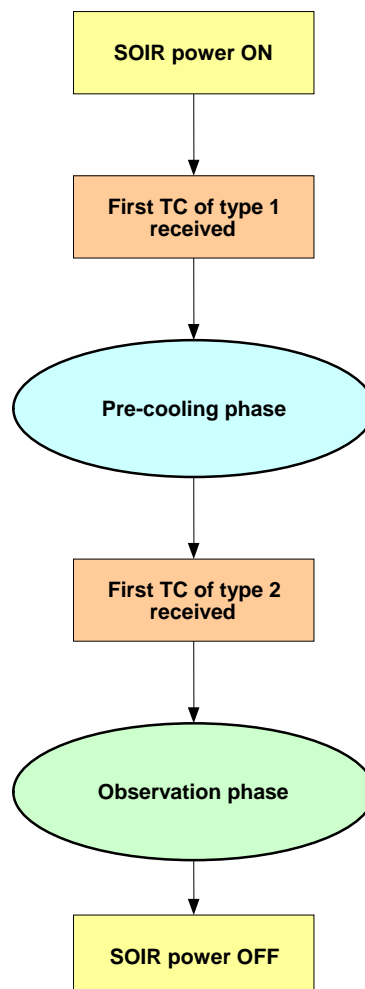 SOIR power ON
First TC of type 1
received
Pre-cooling phase
First TC of type 2
received
Observation phase
SOIR power OFF